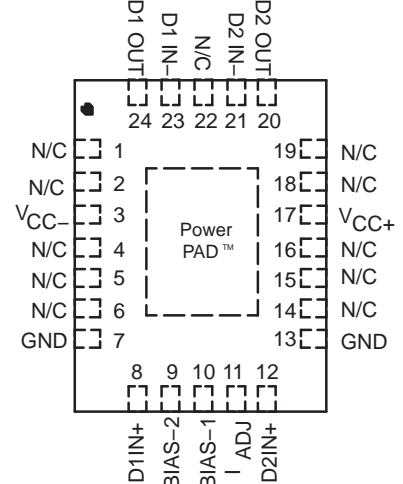 D1 OUT
D1 IN−
N/C
D2 IN−
D2 OUT
24 23 22 21 20
N/C 1 19 N/C
N/C 2 18 N/C
VCC− 3 17 VCC+
N/C 4 16 N/C
N/C 5 15 N/C
N/C 6 14 N/C
GND 7 13 GND
Power
PAD™
8 9 10 11 12
D1IN+
BIAS−2
BIAS−1
I ADJ
D2IN+